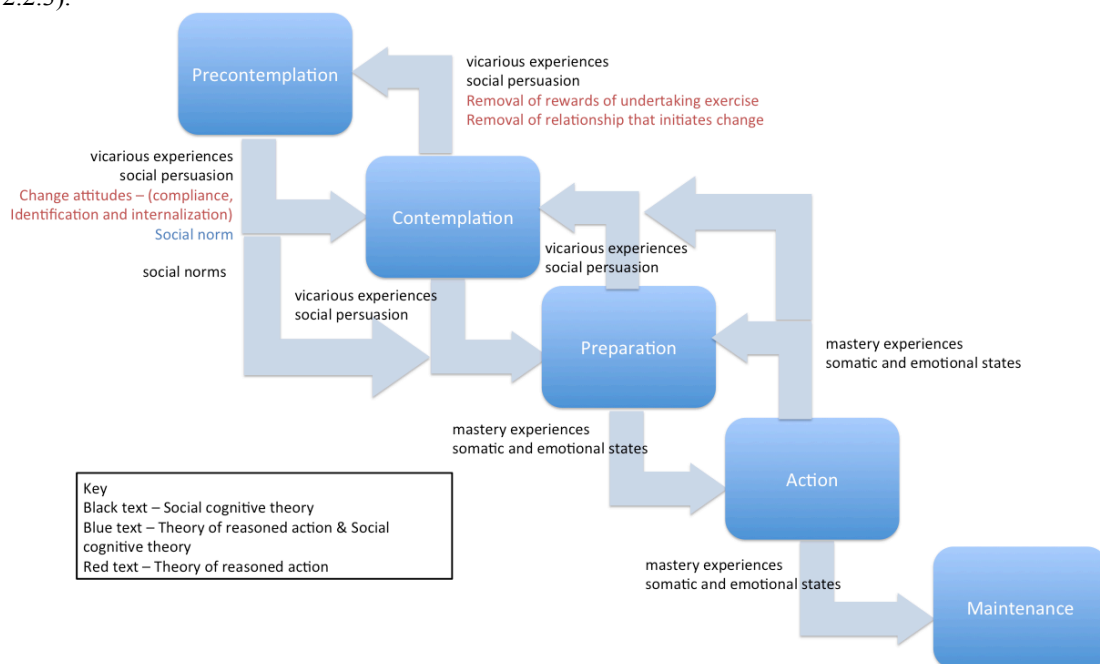 2.2.3).
Precontemplation
vicarious experiences
social persuasion
Removal of rewards of undertaking exercise
Removal of relationship that initiates change
vicarious experiences
social persuasion
Change attitudes – (compliance,
Identification and internalization)
Social norm
Contemplation
social norms
vicarious experiences
social persuasion
vicarious experiences
social persuasion
Preparation
mastery experiences
somatic and emotional states
mastery experiences
somatic and emotional states
Action
Key
Black text – Social cognitive theory
Blue text – Theory of reasoned action & Social
cognitive theory
Red text – Theory of reasoned action
mastery experiences
somatic and emotional states
Maintenance